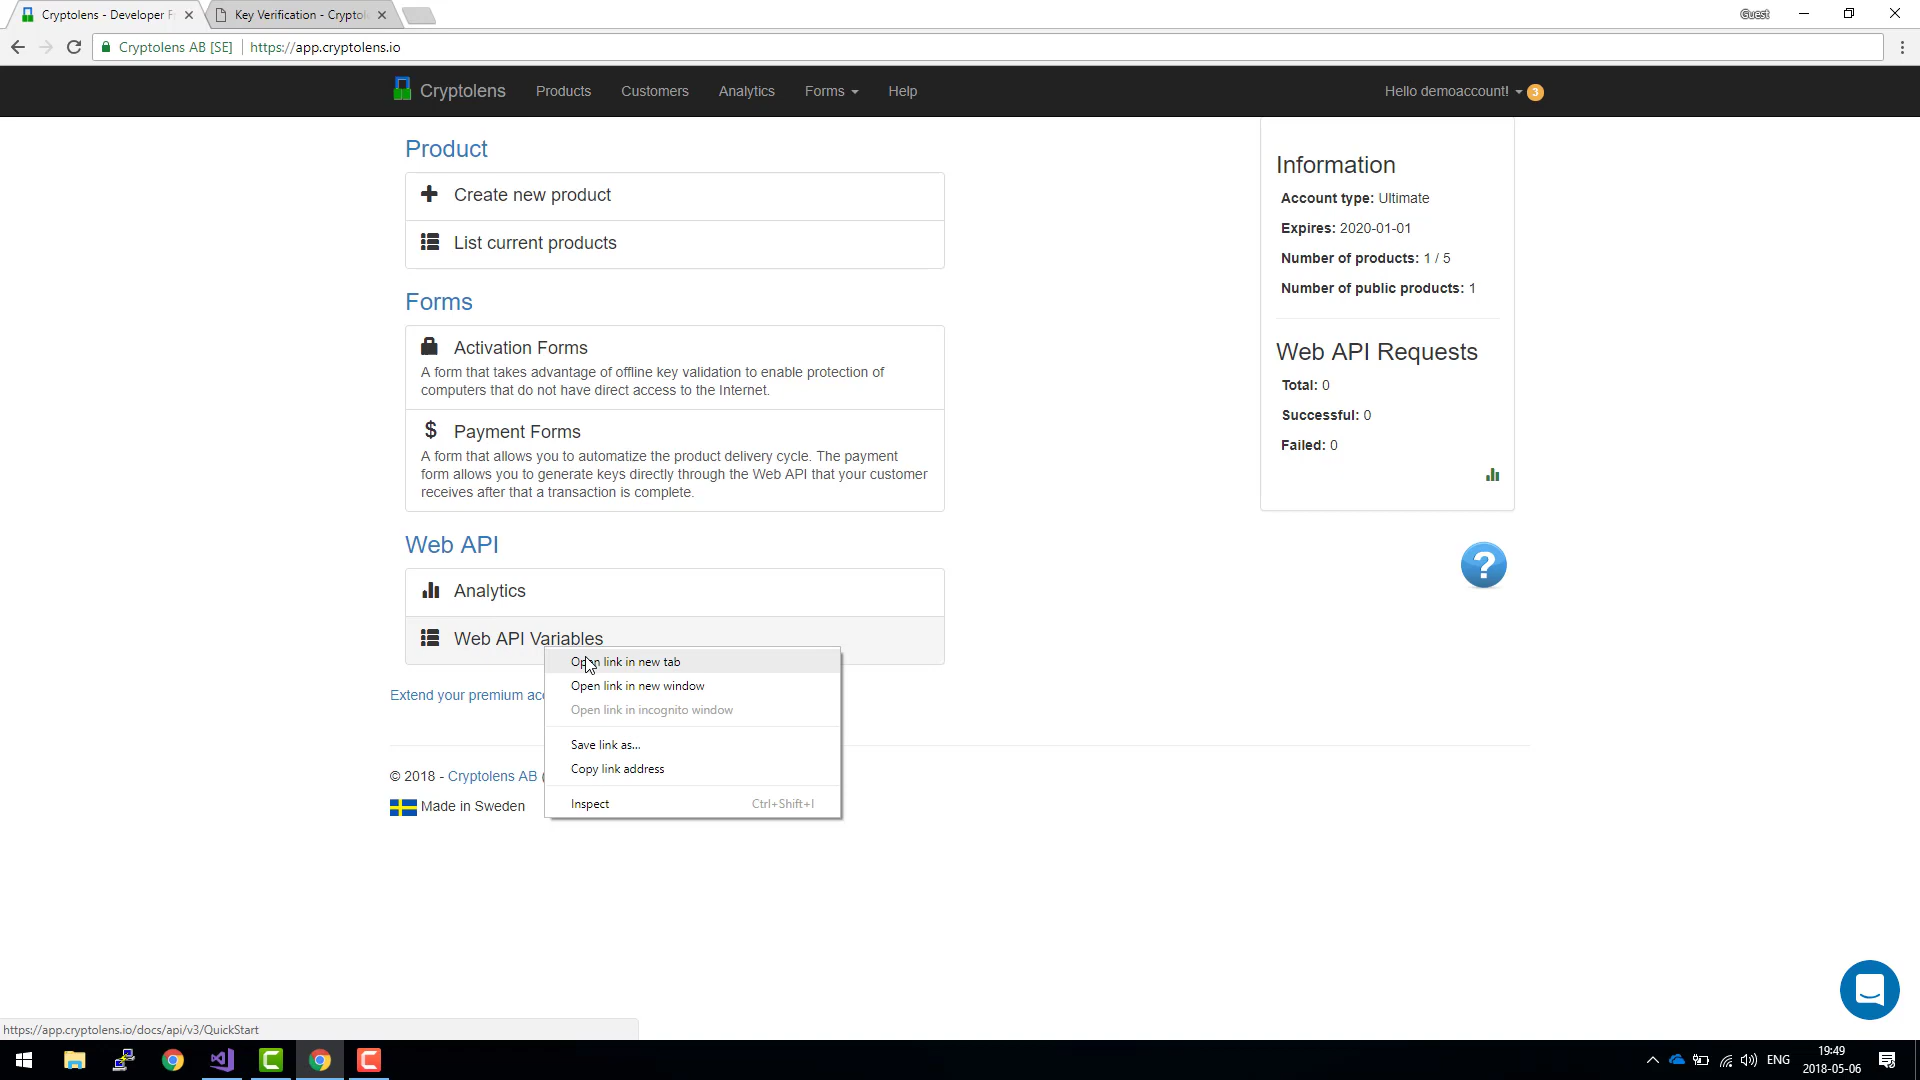 Cryptolens - Developer F
Key Verification - Cryptol
Guest
Cryptolens AB [SE]
https://app.cryptolens.io
Cryptolens
Products
Customers
Analytics
Forms
Help
Hello demoaccount!
3
Product
Create new product
List current products
Forms
Activation Forms
A form that takes advantage of offline key validation to enable protection of
computers that do not have direct access to the Internet.
$ Payment Forms
A form that allows you to automatize the product delivery cycle. The payment
form allows you to generate keys directly through the Web API that your customer
receives after that a transaction is complete.
Web API
Analytics
Web API Variables
Open link in new tab
Open link in new window
Open link in incognito window
Save link as...
Copy link address
Inspect Ctrl+Shift+I
Extend your premium acc
© 2018 - Cryptolens AB (
Made in Sweden
Information
Account type: Ultimate
Expires: 2020-01-01
Number of products: 1 / 5
Number of public products: 1
Web API Requests
Total: 0
Successful: 0
Failed: 0
?
https://app.cryptolens.io/docs/api/v3/QuickStart
ENG
19:49
2018-05-06